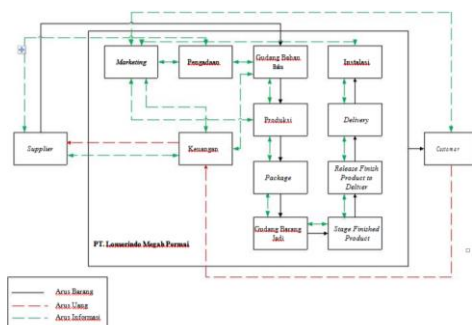 Marketing
Pengadaan
Gudang Bahan
Baku
Instalasi
Produksi
Delivery
Supplier
Keuangan
Customer
Package
Release Finish
Product to
Deliver
Gudang Barang
Jadi
Stage Finished
Product
PT. Lomerindo Megah Permai
Arus Barang
Arus Uang
Arus Informasi